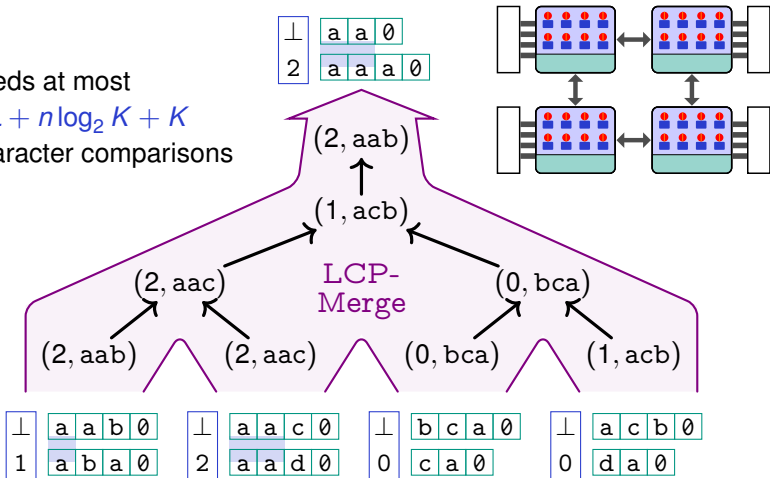 ⊥ a a 0
2 a a a 0
eds at most
+ n log₂ K + K
aracter comparisons
(2, aab)
(1, acb)
(2, aac)
LCP-
Merge
(0, bca)
(2, aab)
(2, aac)
(0, bca)
(1, acb)
⊥ a a b 0
1 a b a 0
⊥ a a c 0
2 a a d 0
⊥ b c a 0
0 c a 0
⊥ a c b 0
0 d a 0